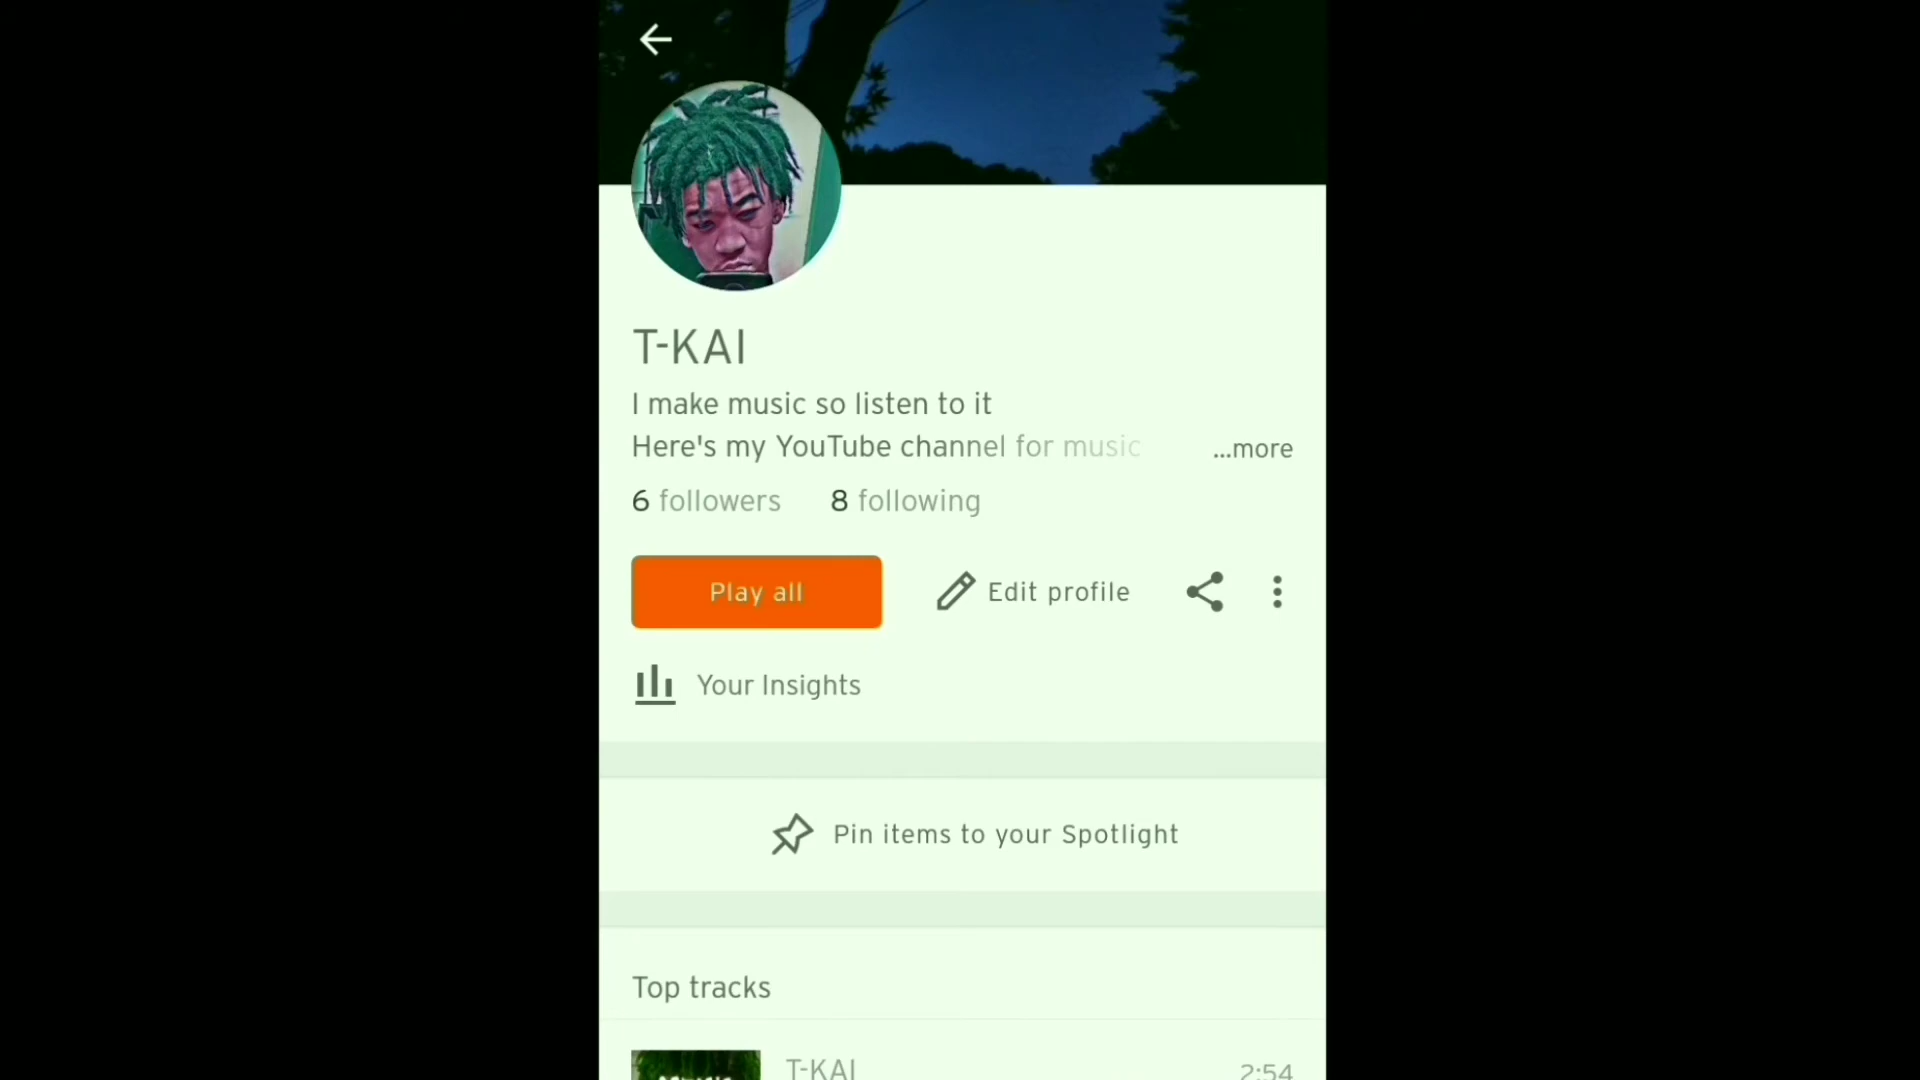 T-KAI
I make music so listen to it
Here's my YouTube channel for music ...more
6 followers 8 following
Play all Edit profile
Your Insights
Pin items to your Spotlight
Top tracks
T-KAI 2:54